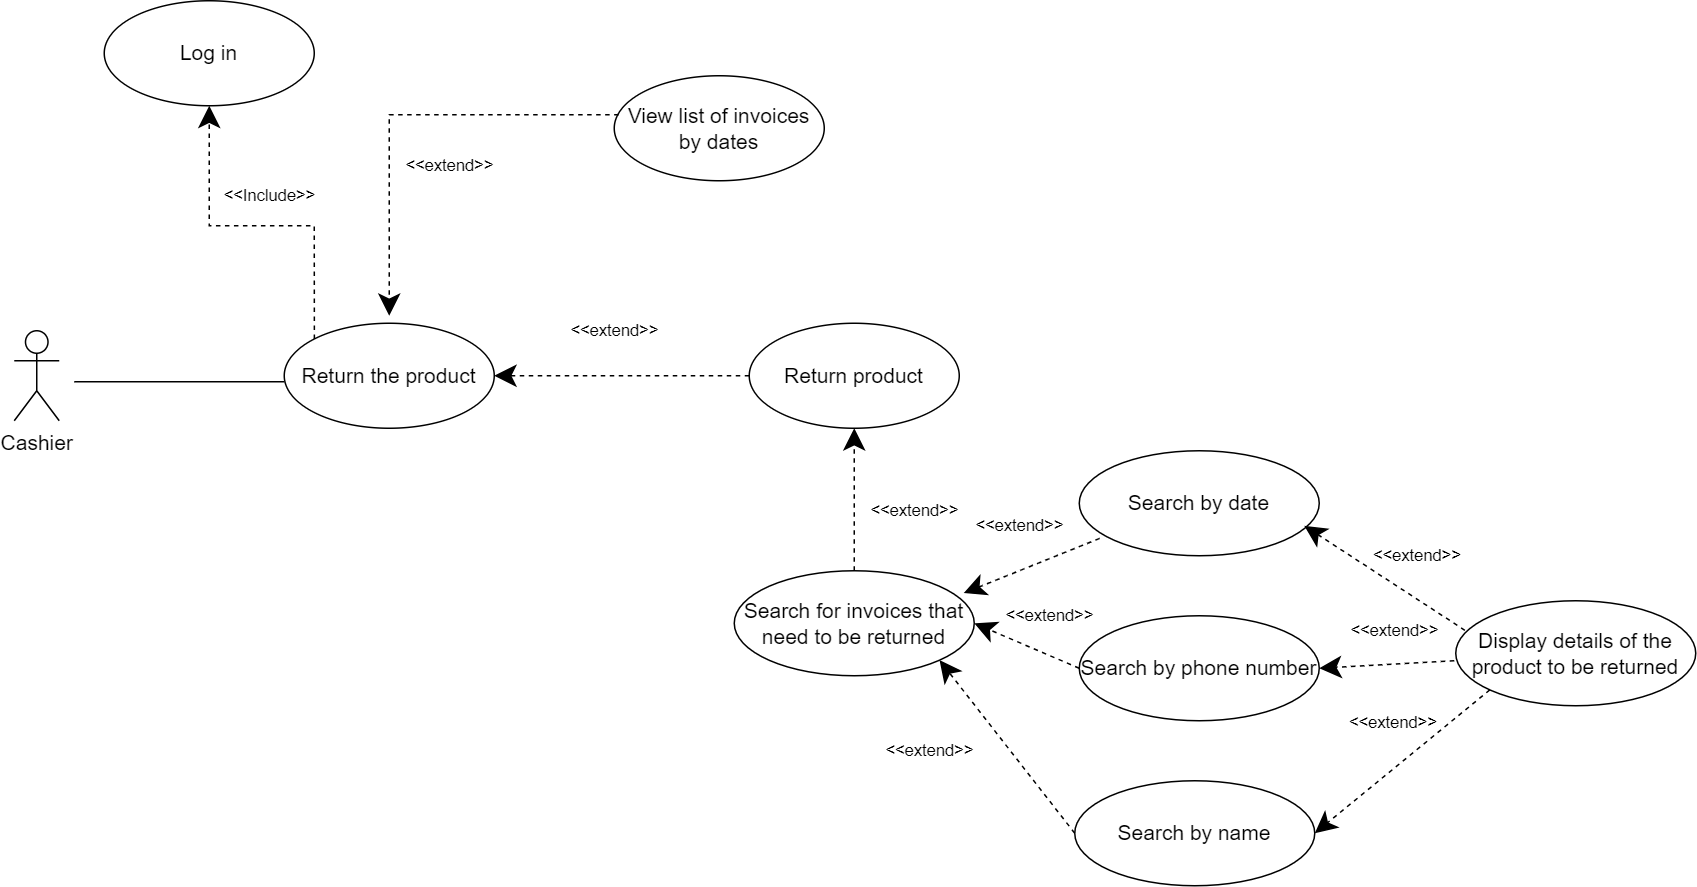 Log in
View list of invoices
by dates
<<extend>>
<<Include>>
<<extend>>
Return the product
Return product
Cashier
Search by date
<<extend>>
<<extend>>
<<extend>>
Search for invoices that
need to be returned
<<extend>>
<<extend>>
Display details of the
product to be returned
Search by phone number
<<extend>>
<<extend>>
Search by name